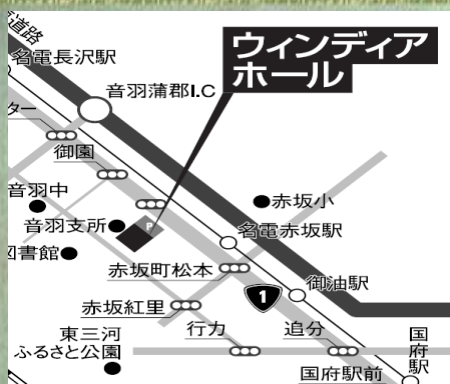 道路
名電長沢駅
ウィンディア
ホール
音羽蒲郡I.C
ター
御園
音羽中
赤坂小
音羽支所
P
名電赤坂駅
図書館
赤坂町松本
御油駅
1
赤坂紅里
東三河
ふるさと公園
行力
追分
国府駅
国府駅前